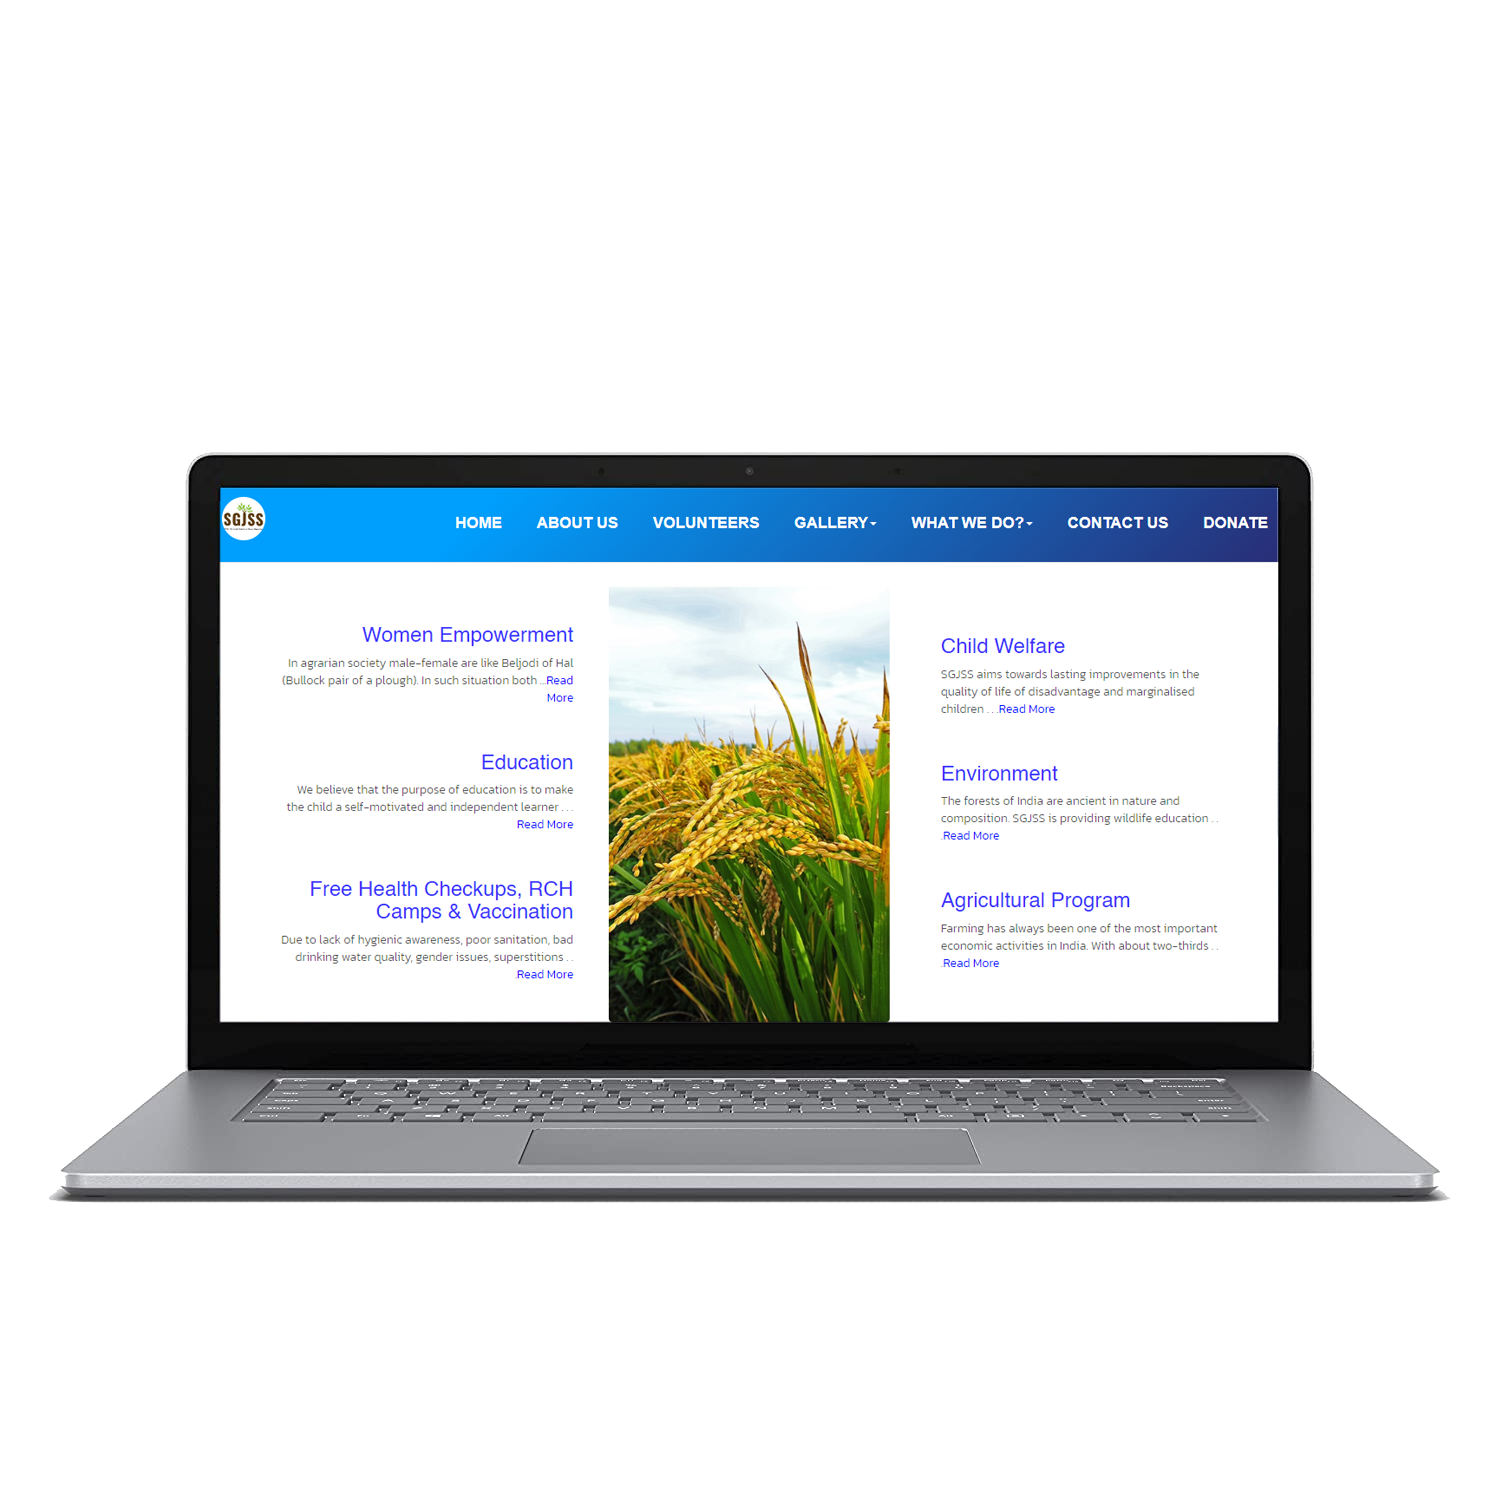 SGJSS
HOME ABOUT US VOLUNTEERS GALLERY WHAT WE DO? CONTACT US DONATE
Women Empowerment
In agrarian society male-female are like Beljodi of Hal
(Bullock pair of a plough). In such situation both ...Read
More
Education
We believe that the purpose of education is to make
the child a self-motivated and independent learner . . .
Read More
Free Health Checkups, RCH
Camps & Vaccination
Due to lack of hygienic awareness, poor sanitation, bad
drinking water quality, gender issues, superstitions . .
.Read More
Child Welfare
SGJSS aims towards lasting improvements in the
quality of life of disadvantage and marginalised
children . . .Read More
Environment
The forests of India are ancient in nature and
composition. SGJSS is providing wildlife education . .
.Read More
Agricultural Program
Farming has always been one of the most important
economic activities in India. With about two-thirds . .
.Read More